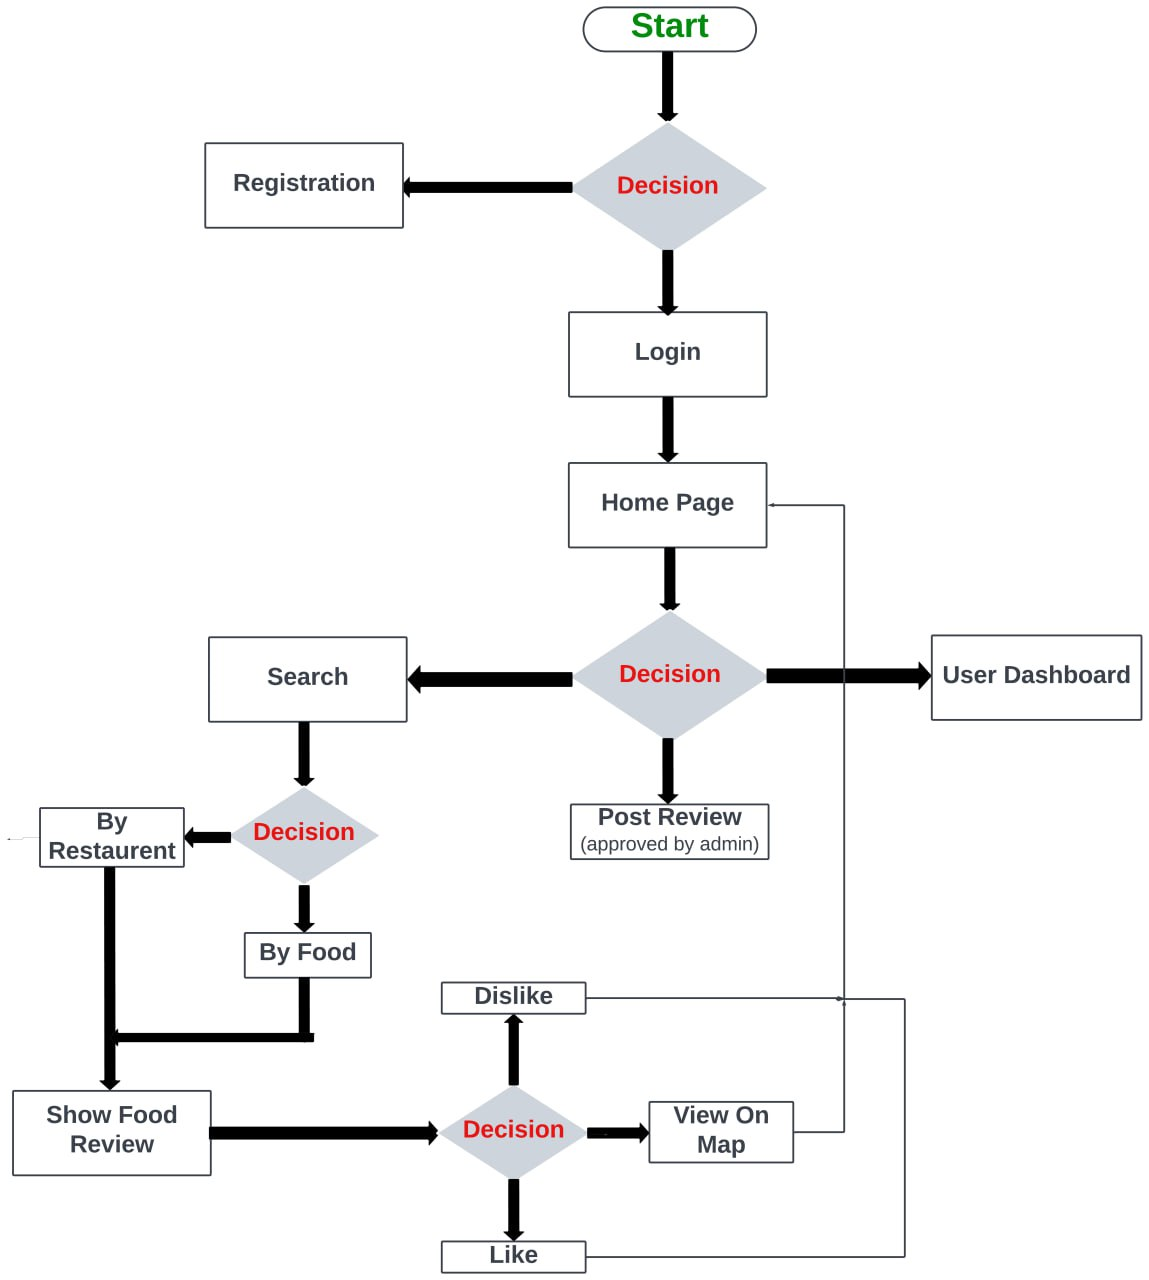 Start
Decision
Registration
Login
Home Page
Decision
Search
User Dashboard
Post Review
(approved by admin)
Decision
By
Restaurent
By Food
Dislike
Show Food
Review
Decision
View On
Map
Like